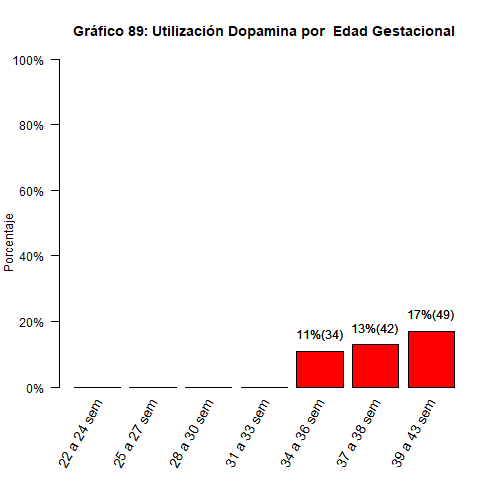 Gráfico 89: Utilización Dopamina por  Edad Gestacional
Porcentaje
100%
80%
60%
40%
20%
0%
11%(34)
13%(42)
17%(49)
22 a 24 sem
25 a 27 sem
28 a 30 sem
31 a 33 sem
34 a 36 sem
37 a 38 sem
39 a 43 sem